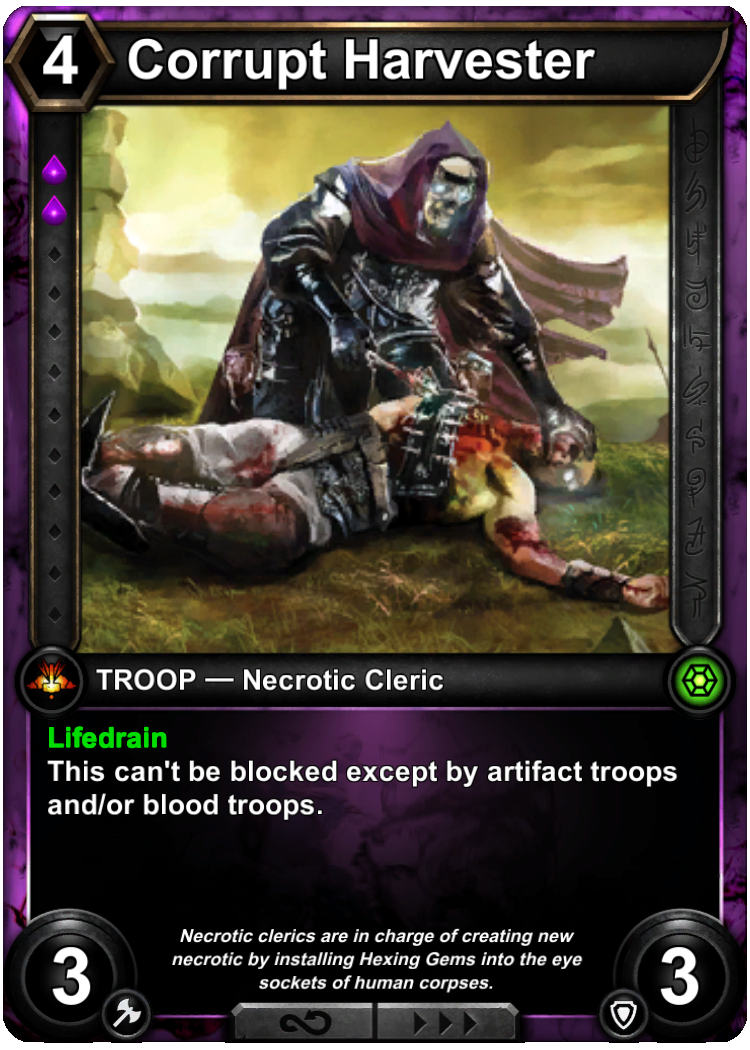 4 Corrupt Harvester
TROOP — Necrotic Cleric
Lifedrain
This can't be blocked except by artifact troops
and/or blood troops.
Necrotic clerics are in charge of creating new
necrotic by installing Hexing Gems into the eye
sockets of human corpses.
3 3